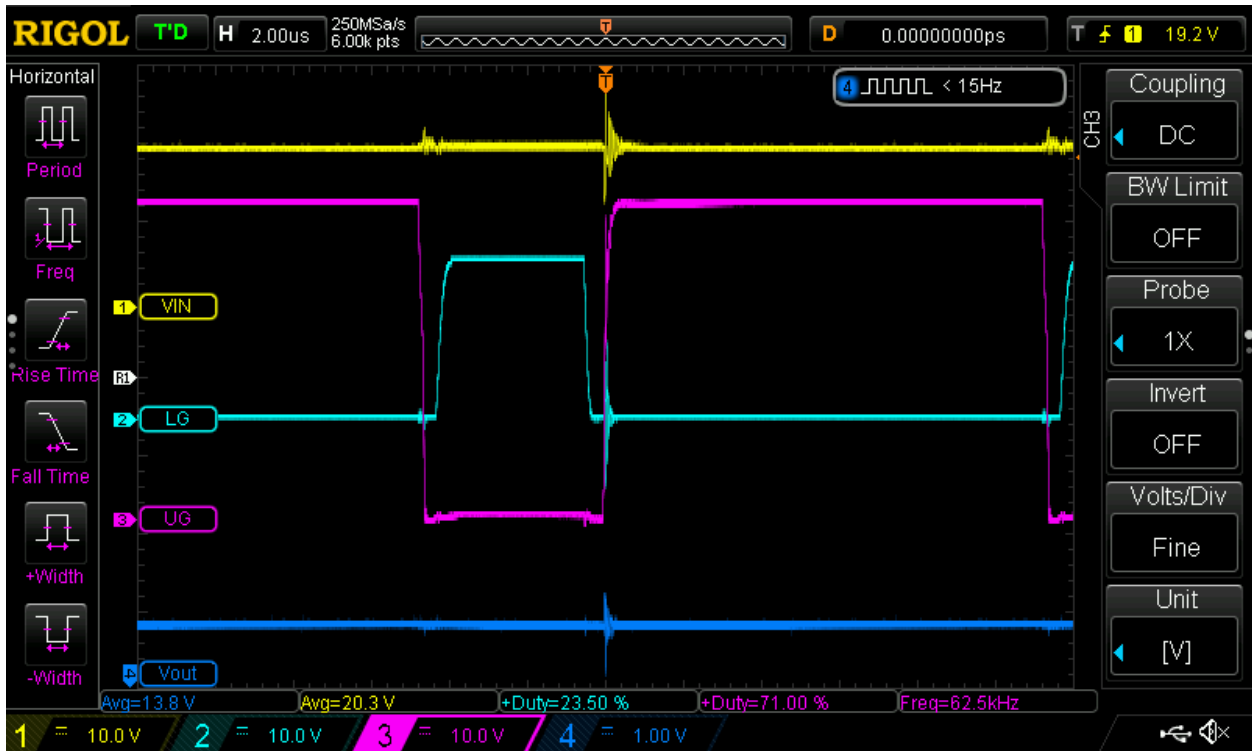 RIGOL T'D H 2.00us 250MSa/s 6.00k pts T D 0.00000000ps T 1 19.2 V
Horizontal
Period
Freq
Rise Time
Fall Time
+Width
-Width
T
4 < 15Hz
1 VIN
R1
2 LG
3 UG
4 Vout
CH3
Coupling
DC
BW Limit
OFF
Probe
1X
Invert
OFF
Volts/Div
Fine
Unit
[V]
Avg=13.8 V Avg=20.3 V +Duty=23.50 % +Duty=71.00 % Freq=62.5kHz
1 = 10.0 V 2 = 10.0 V 3 = 10.0 V 4 = 1.00 V